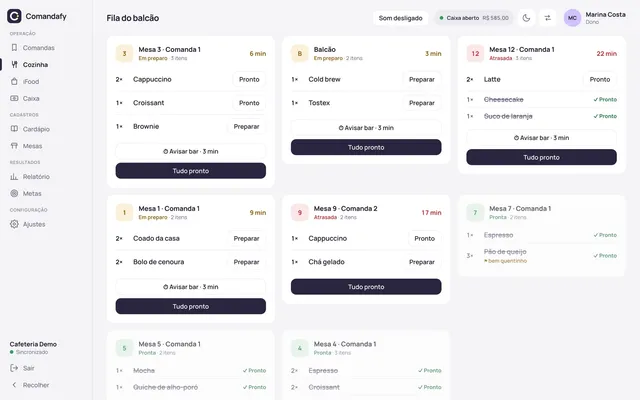 Comandafy
OPERAÇÃO
Comandas
Cozinha
iFood
Caixa
CADASTROS
Cardápio
Mesas
RESULTADOS
Relatório
Metas
CONFIGURAÇÃO
Ajustes
Cafeteria Demo
Sincronizado
Sair
Recolher
Fila do balcão
Som desligado
Caixa aberto R$ 585,00
MC
Marina Costa
Dono
3
Mesa 3 · Comanda 1
Em preparo · 3 itens
6 min
2× Cappuccino Pronto
1× Croissant Pronto
1× Brownie Preparar
Avisar bar · 3 min
Tudo pronto
B
Balcão
Em preparo · 2 itens
3 min
1× Cold brew Preparar
1× Tostex Preparar
Avisar bar · 3 min
Tudo pronto
12
Mesa 12 · Comanda 1
Atrasada · 3 itens
22 min
2× Latte Pronto
1× Cheesecake ✓ Pronto
1× Suco de laranja ✓ Pronto
Avisar bar · 3 min
Tudo pronto
1
Mesa 1 · Comanda 1
Em preparo · 2 itens
9 min
2× Coado da casa Preparar
2× Bolo de cenoura Preparar
Avisar bar · 3 min
Tudo pronto
9
Mesa 9 · Comanda 2
Atrasada · 2 itens
17 min
1× Cappuccino Pronto
1× Chá gelado Preparar
Tudo pronto
7
Mesa 7 · Comanda 1
Pronta · 2 itens
1× Espresso ✓ Pronto
3× Pão de queijo ✓ Pronto
bem quentinho
5
Mesa 5 · Comanda 1
Pronta · 2 itens
1× Mocha ✓ Pronto
1× Quiche de alho-poró ✓ Pronto
4
Mesa 4 · Comanda 1
Pronta · 3 itens
2× Espresso ✓ Pronto
2× Croissant ✓ Pronto